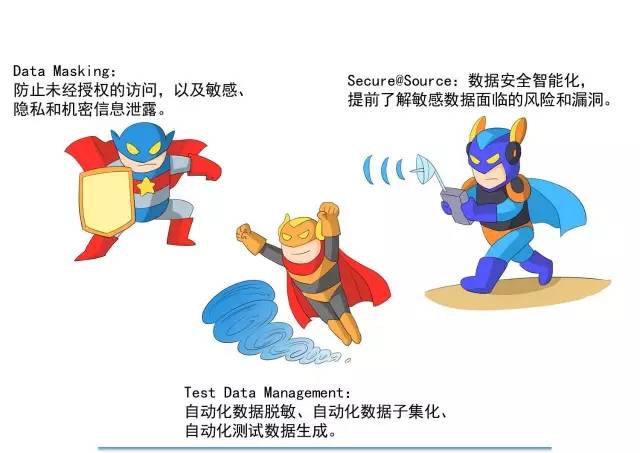 Data Masking：
防止未经授权的访问，以及敏感、
隐私和机密信息泄露。
Secure@Source：数据安全智能化，
提前了解敏感数据面临的风险和漏洞。
Test Data Management：
自动化数据脱敏、自动化数据子集化、
自动化测试数据生成。